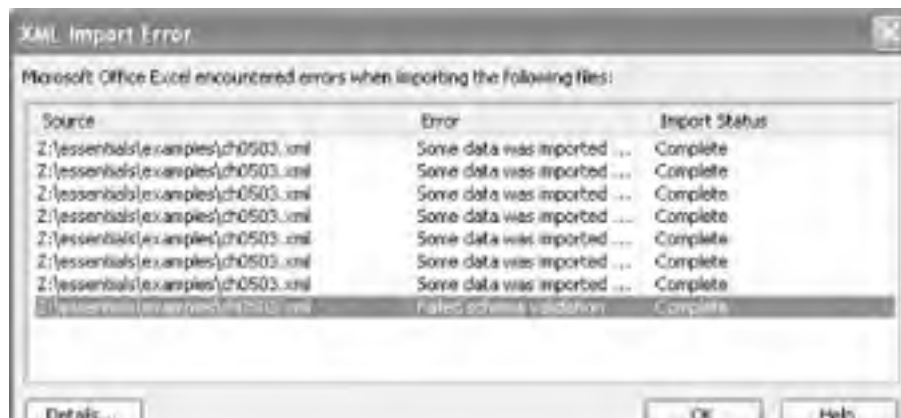 XML Import Error
Microsoft Office Excel encountered errors when importing the following files:
Source Error Import Status
Z:\essentials\examples\ch0503.xml Some data was imported ... Complete
Z:\essentials\examples\ch0503.xml Some data was imported ... Complete
Z:\essentials\examples\ch0503.xml Some data was imported ... Complete
Z:\essentials\examples\ch0503.xml Some data was imported ... Complete
Z:\essentials\examples\ch0503.xml Some data was imported ... Complete
Z:\essentials\examples\ch0503.xml Some data was imported ... Complete
Z:\essentials\examples\ch0503.xml Some data was imported ... Complete
Z:\essentials\examples\ch0503.xml Failed schema validation Complete
Details... OK Help